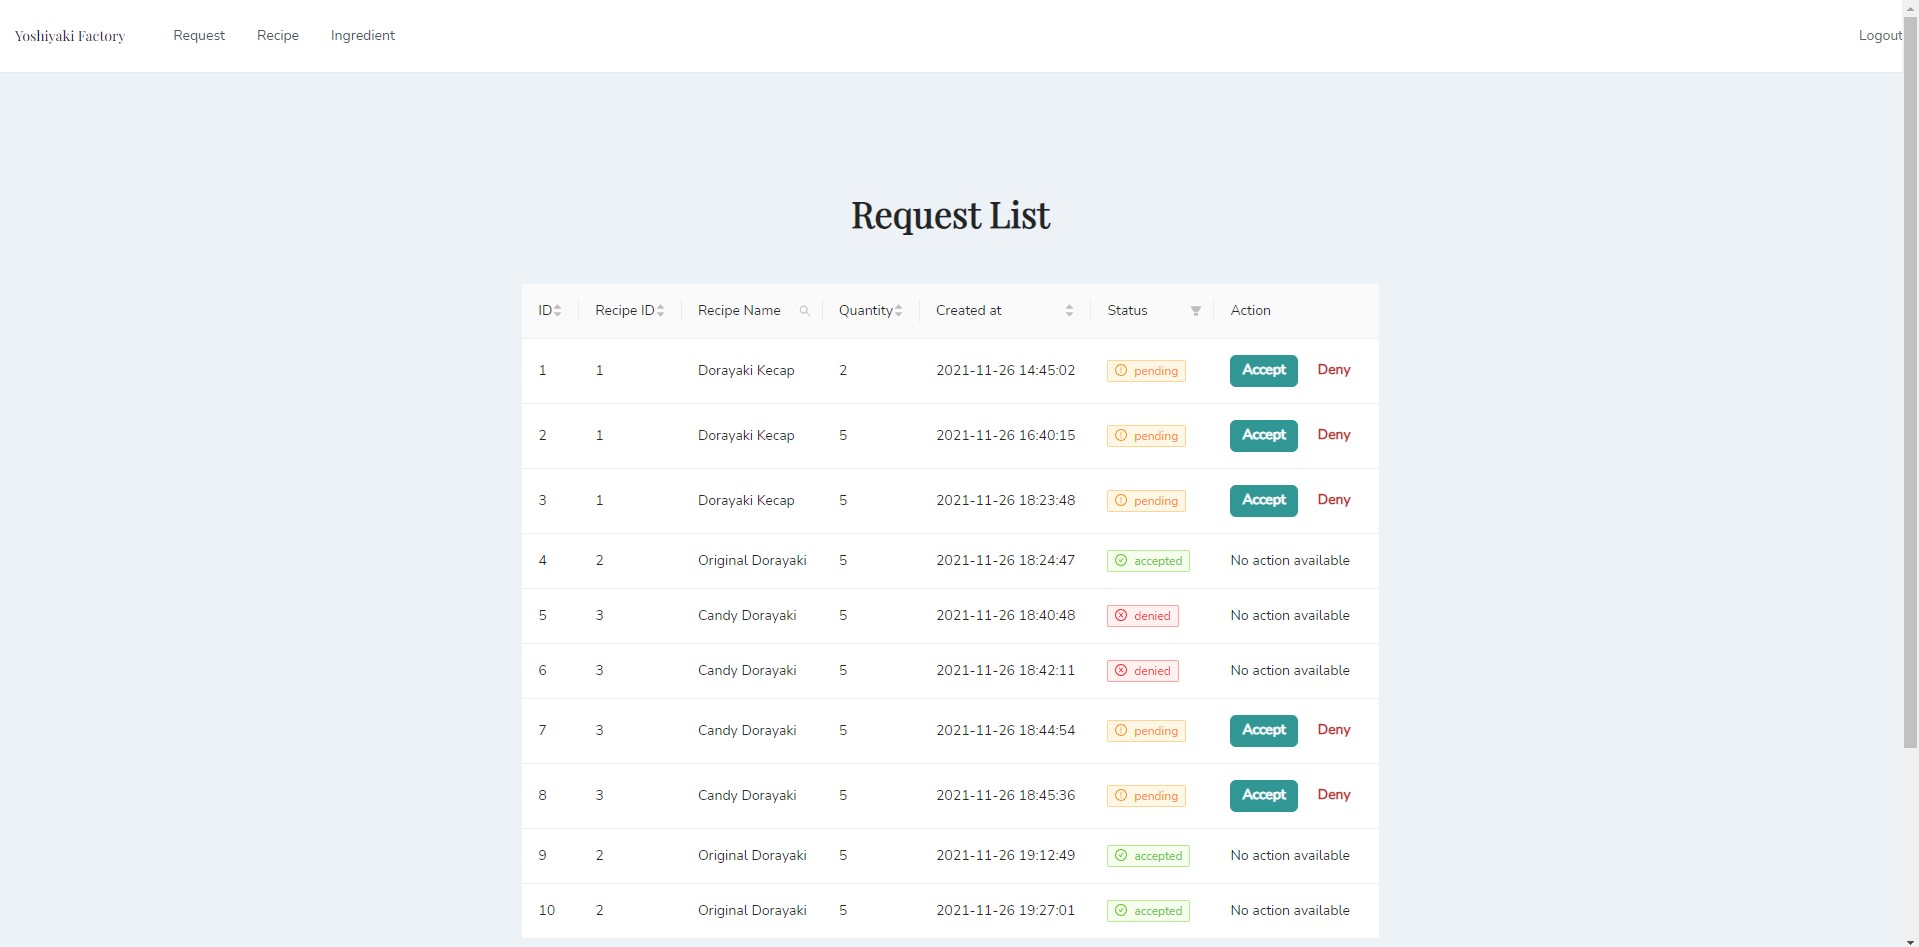 Yoshiyaki Factory Request Recipe Ingredient Logout
Request List
ID Recipe ID Recipe Name Quantity Created at Status Action
1 1 Dorayaki Kecap 2 2021-11-26 14:45:02 pending Accept Deny
2 1 Dorayaki Kecap 5 2021-11-26 16:40:15 pending Accept Deny
3 1 Dorayaki Kecap 5 2021-11-26 18:23:48 pending Accept Deny
4 2 Original Dorayaki 5 2021-11-26 18:24:47 accepted No action available
5 3 Candy Dorayaki 5 2021-11-26 18:40:48 denied No action available
6 3 Candy Dorayaki 5 2021-11-26 18:42:11 denied No action available
7 3 Candy Dorayaki 5 2021-11-26 18:44:54 pending Accept Deny
8 3 Candy Dorayaki 5 2021-11-26 18:45:36 pending Accept Deny
9 2 Original Dorayaki 5 2021-11-26 19:12:49 accepted No action available
10 2 Original Dorayaki 5 2021-11-26 19:27:01 accepted No action available